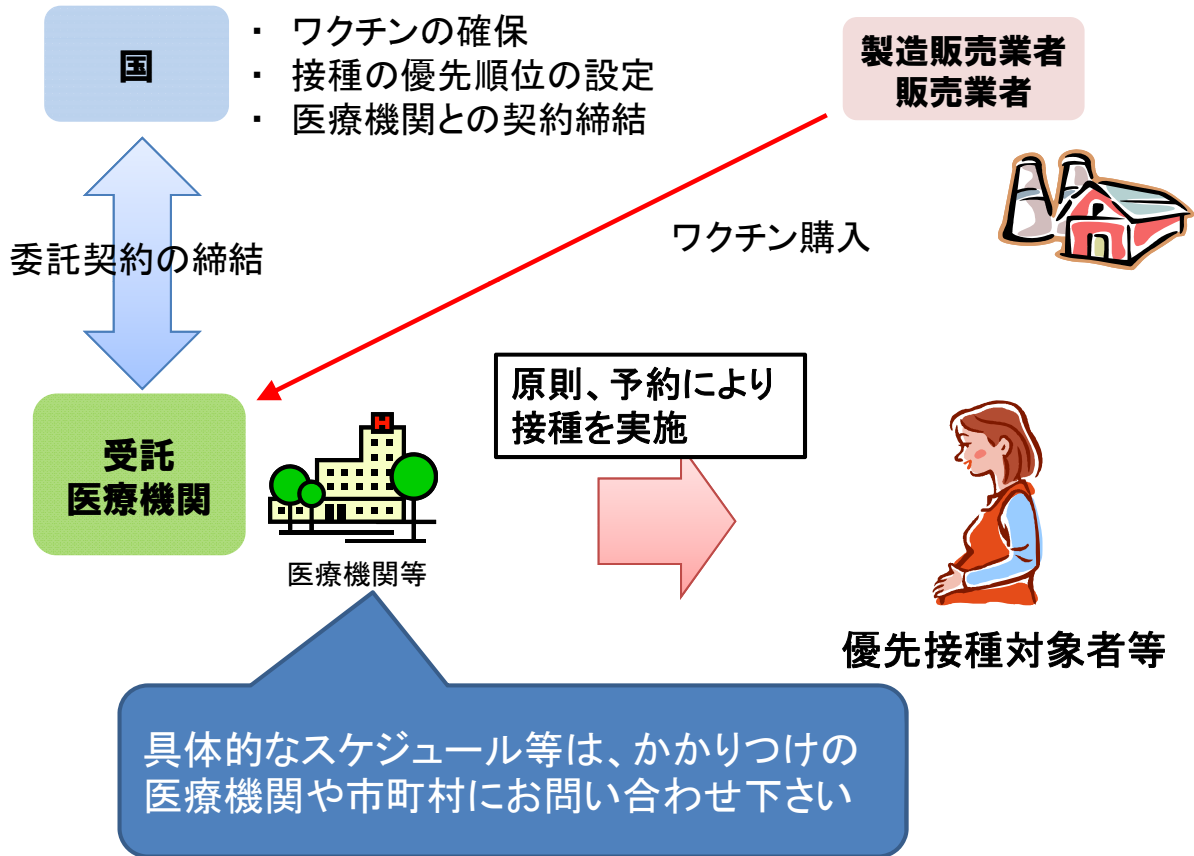 国
・ ワクチンの確保
・ 接種の優先順位の設定
・ 医療機関との契約締結
製造販売業者
販売業者
委託契約の締結
ワクチン購入
原則、予約により
接種を実施
受託
医療機関
H
医療機関等
優先接種対象者等
具体的なスケジュール等は、かかりつけの
医療機関や市町村にお問い合わせ下さい